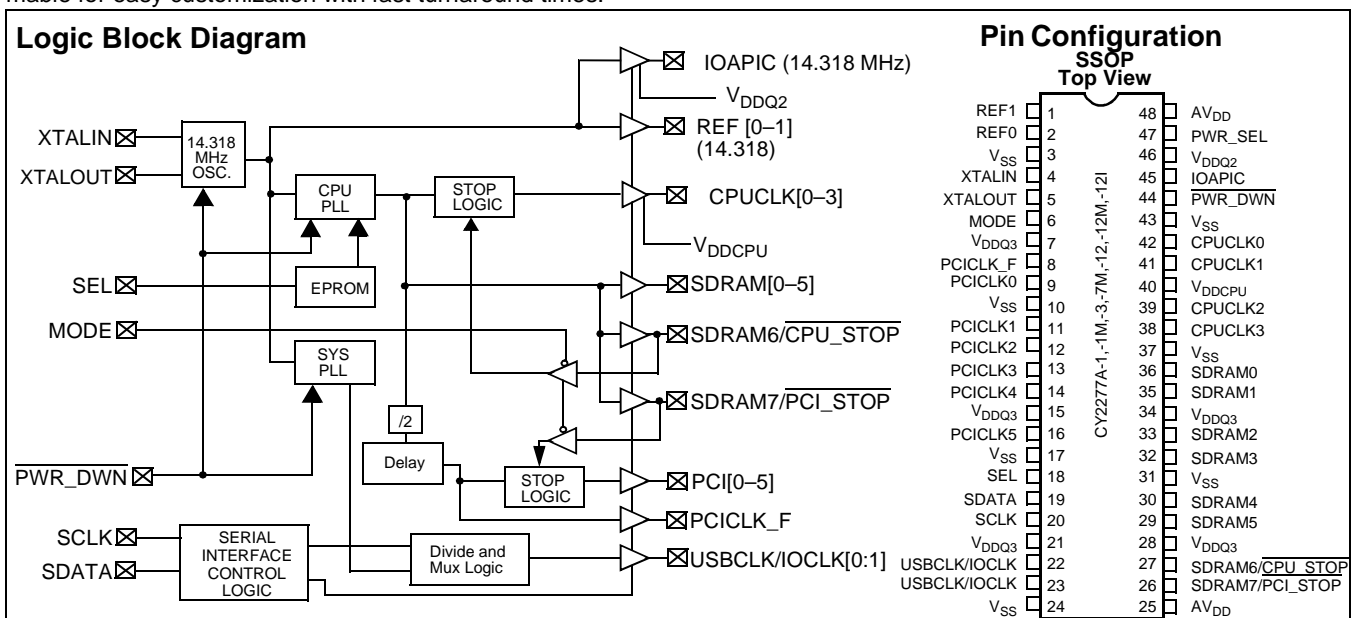 mable for easy customization with fast turnaround times.
Logic Block Diagram
XTALIN
XTALOUT
14.318
MHz
OSC.
SEL
MODE
PWR_DWN
SCLK
SDATA
CPU
PLL
EPROM
SYS
PLL
/2
Delay
STOP
LOGIC
STOP
LOGIC
SERIAL
INTERFACE
CONTROL
LOGIC
Divide and
Mux Logic
IOAPIC (14.318 MHz)
VDDQ2
REF [0–1]
(14.318)
CPUCLK[0–3]
VDDCPU
SDRAM[0–5]
SDRAM6/CPU_STOP
SDRAM7/PCI_STOP
PCI[0–5]
PCICLK_F
USBCLK/IOCLK[0:1]
Pin Configuration
SSOP
Top View
REF1 1 48 AVDD
REF0 2 47 PWR_SEL
VSS 3 46 VDDQ2
XTALIN 4 45 IOAPIC
XTALOUT 5 44 PWR_DWN
MODE 6 43 VSS
VDDQ3 7 42 CPUCLK0
PCICLK_F 8 41 CPUCLK1
PCICLK0 9 40 VDDCPU
VSS 10 39 CPUCLK2
PCICLK1 11 38 CPUCLK3
PCICLK2 12 37 VSS
PCICLK3 13 36 SDRAM0
PCICLK4 14 35 SDRAM1
VDDQ3 15 34 VDDQ3
PCICLK5 16 33 SDRAM2
VSS 17 32 SDRAM3
SEL 18 31 VSS
SDATA 19 30 SDRAM4
SCLK 20 29 SDRAM5
VDDQ3 21 28 VDDQ3
USBCLK/IOCLK 22 27 SDRAM6/CPU_STOP
USBCLK/IOCLK 23 26 SDRAM7/PCI_STOP
VSS 24 25 AVDD
CY2277A-1,-1M,-3,-7M,-12,-12M,-12I